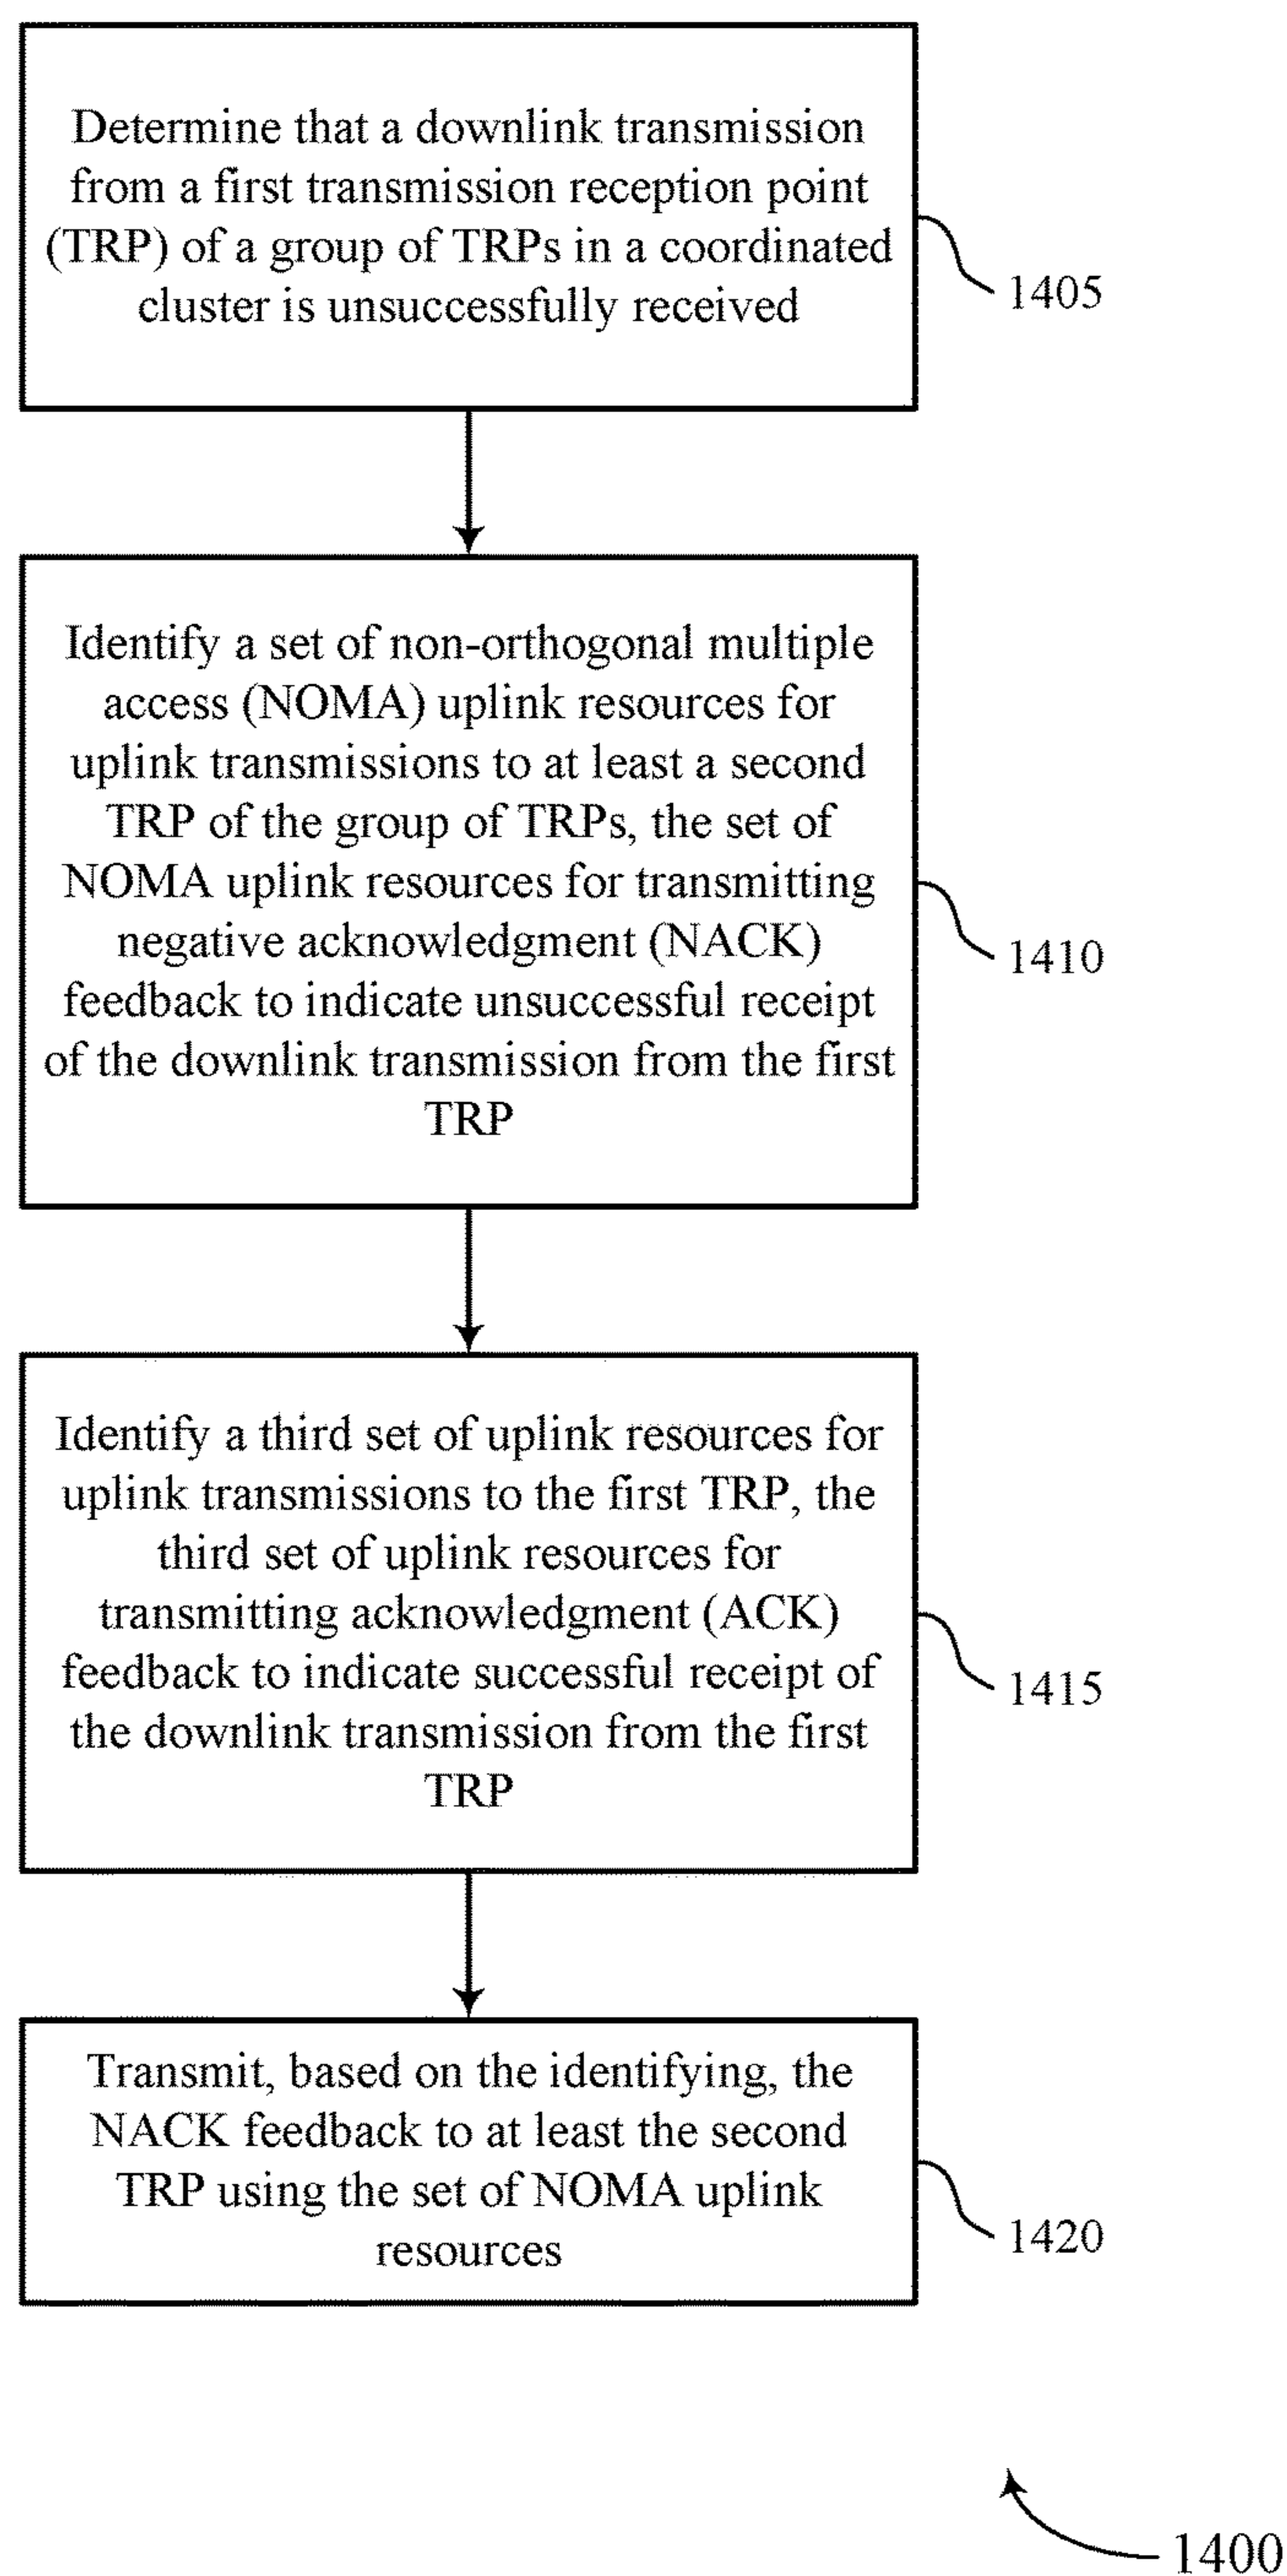 Determine that a downlink transmission
from a first transmission reception point
(TRP) of a group of TRPs in a coordinated
cluster is unsuccessfully received
1405
Identify a set of non-orthogonal multiple
access (NOMA) uplink resources for
uplink transmissions to at least a second
TRP of the group of TRPs, the set of
NOMA uplink resources for transmitting
negative acknowledgment (NACK)
feedback to indicate unsuccessful receipt
of the downlink transmission from the first
TRP
1410
Identify a third set of uplink resources for
uplink transmissions to the first TRP, the
third set of uplink resources for
transmitting acknowledgment (ACK)
feedback to indicate successful receipt of
the downlink transmission from the first
TRP
1415
Transmit, based on the identifying, the
NACK feedback to at least the second
TRP using the set of NOMA uplink
resources
1420
1400